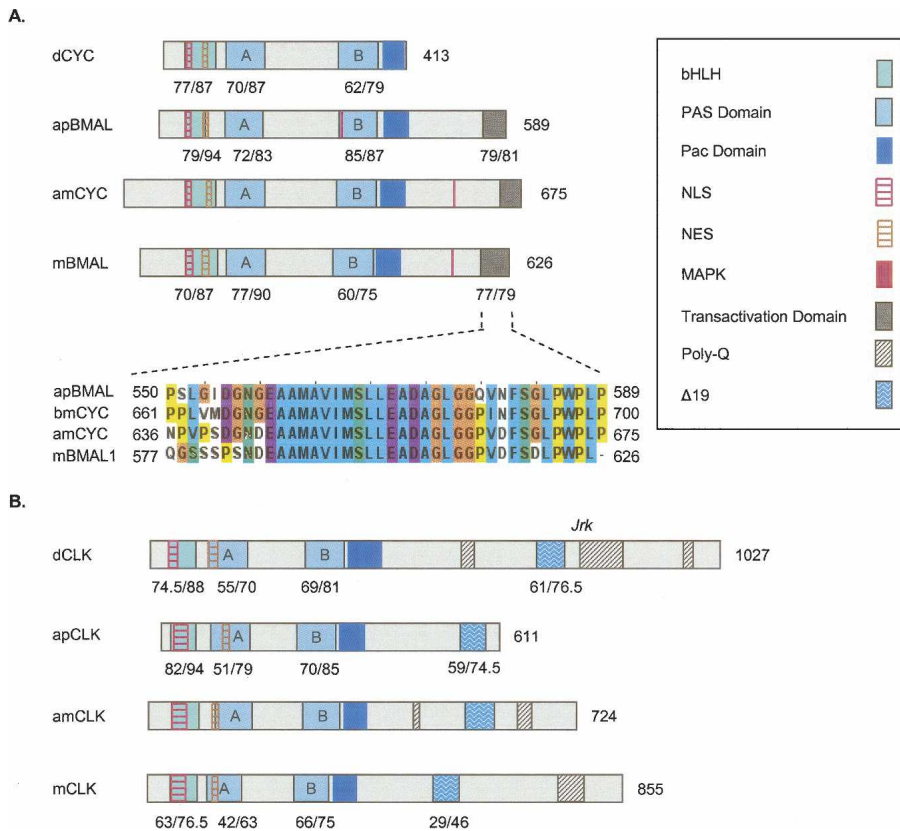 A.
dCYC A B 413
77/87 70/87 62/79
apBMAL A B 589
79/94 72/83 85/87 79/81
amCYC A B 675
mBMAL A B 626
70/87 77/90 60/75 77/79
bHLH
PAS Domain
Pac Domain
NLS
NES
MAPK
Transactivation Domain
Poly-Q
Δ19
apBMAL 550 PSLGIDGNGEAAMAVIMSLLEADAGLGGQVNFSGLPWPLP 589
bmCYC 661 PPLVMDGNGEAAMAVIMSLLEADAGLGGPINFSGLPWPLP 700
amCYC 636 NPVPSDGNDEAAMAVIMSLLEADAGLGGPVDFSGLPWPLP 675
mBMAL1 577 QGSSSPSNDEAAMAVIMSLLEADAGLGGPVDFSDLPWPL- 626
B.
Jrk
dCLK A B 1027
74.5/88 55/70 69/81 61/76.5
apCLK A B 611
82/94 51/79 70/85 59/74.5
amCLK A B 724
mCLK A B 855
63/76.5 42/63 66/75 29/46